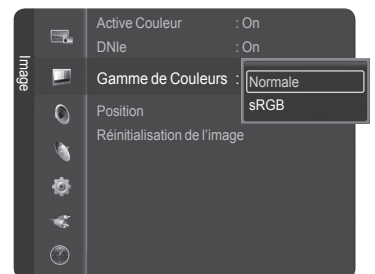 Image
Active Couleur : On
DNIe : On
Gamme de Couleurs :
Normale
sRGB
Position
Réinitialisation de l'image